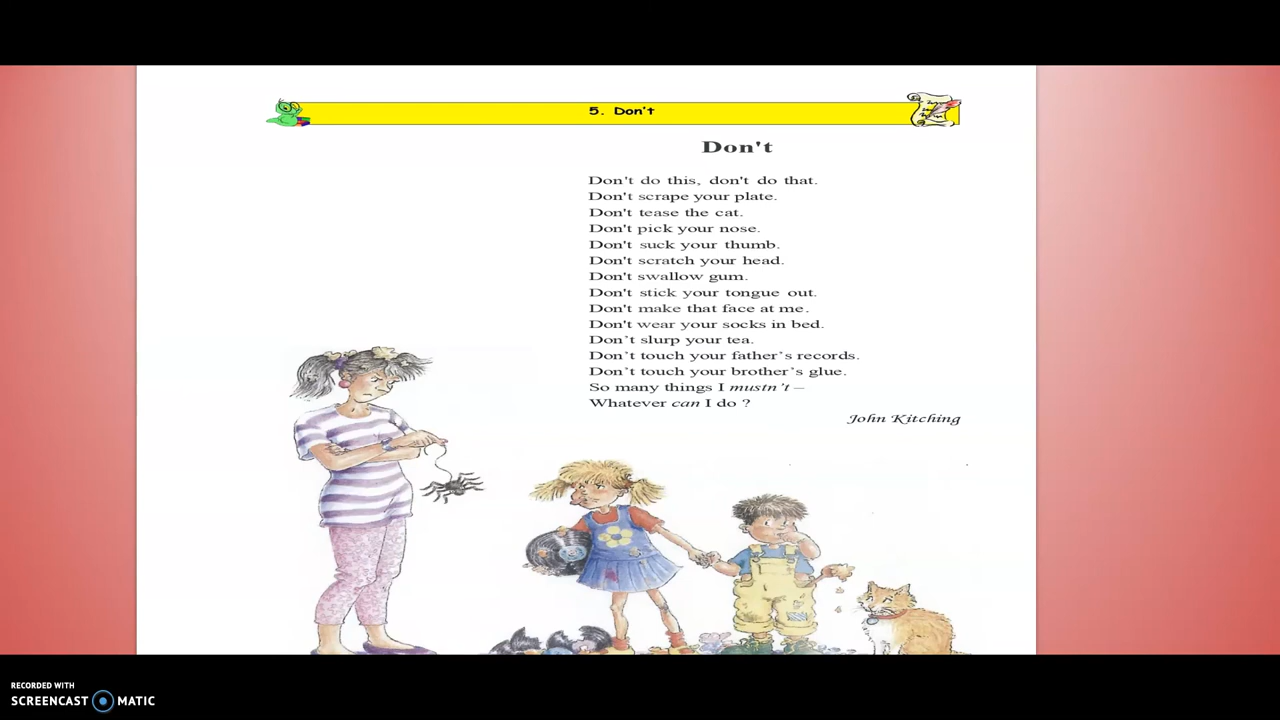 5. Don't
Don't
Don't do this, don't do that.
Don't scrape your plate.
Don't tease the cat.
Don't pick your nose.
Don't suck your thumb.
Don't scratch your head.
Don't swallow gum.
Don't stick your tongue out.
Don't make that face at me.
Don't wear your socks in bed.
Don’t slurp your tea.
Don’t touch your father’s records.
Don’t touch your brother’s glue.
So many things I mustn’t –
Whatever can I do ?
John Kitching
RECORDED WITH
SCREENCAST MATIC